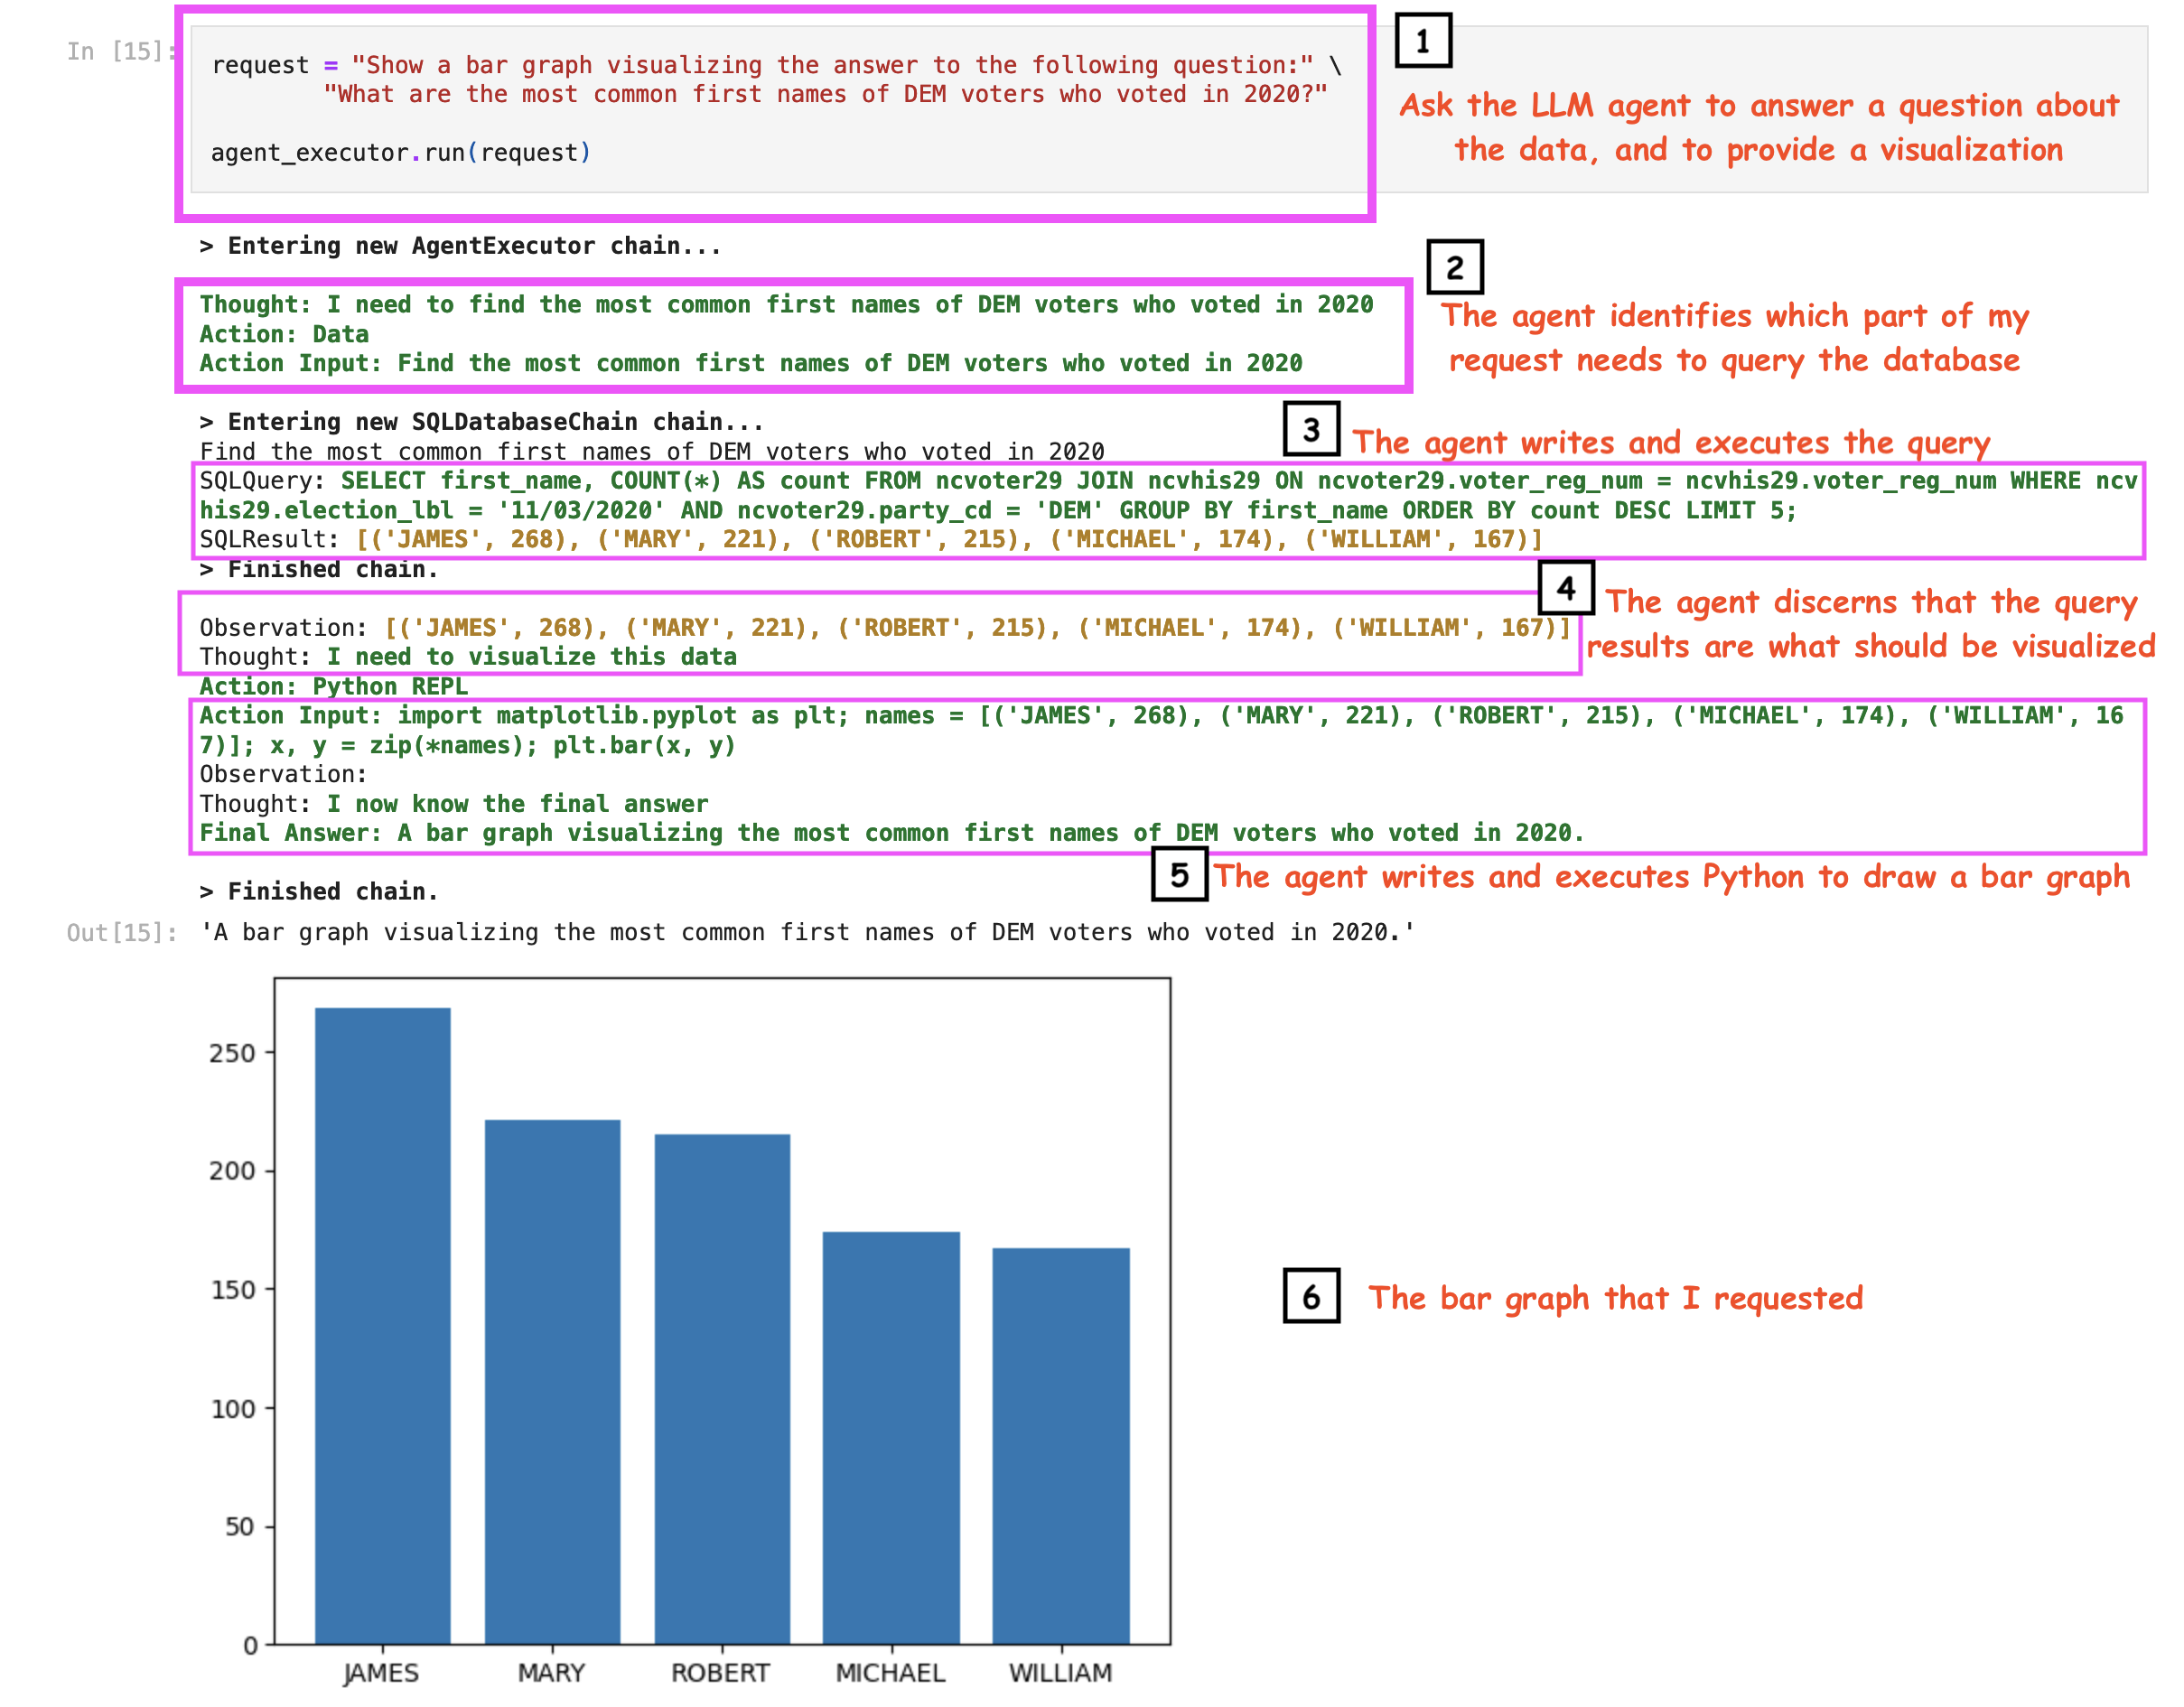 In [15]:
request = "Show a bar graph visualizing the answer to the following question:" \
"What are the most common first names of DEM voters who voted in 2020?"
agent_executor.run(request)
1
Ask the LLM agent to answer a question about
the data, and to provide a visualization
> Entering new AgentExecutor chain...
2
Thought: I need to find the most common first names of DEM voters who voted in 2020
Action: Data
Action Input: Find the most common first names of DEM voters who voted in 2020
The agent identifies which part of my
request needs to query the database
> Entering new SQLDatabaseChain chain...
Find the most common first names of DEM voters who voted in 2020
3
The agent writes and executes the query
SQLQuery: SELECT first_name, COUNT(*) AS count FROM ncvoter29 JOIN ncvhis29 ON ncvoter29.voter_reg_num = ncvhis29.voter_reg_num WHERE ncv
his29.election_lbl = '11/03/2020' AND ncvoter29.party_cd = 'DEM' GROUP BY first_name ORDER BY count DESC LIMIT 5;
SQLResult: [('JAMES', 268), ('MARY', 221), ('ROBERT', 215), ('MICHAEL', 174), ('WILLIAM', 167)]
> Finished chain.
4
The agent discerns that the query
results are what should be visualized
Observation: [('JAMES', 268), ('MARY', 221), ('ROBERT', 215), ('MICHAEL', 174), ('WILLIAM', 167)]
Thought: I need to visualize this data
Action: Python REPL
Action Input: import matplotlib.pyplot as plt; names = [('JAMES', 268), ('MARY', 221), ('ROBERT', 215), ('MICHAEL', 174), ('WILLIAM', 16
7)]; x, y = zip(*names); plt.bar(x, y)
Observation:
Thought: I now know the final answer
Final Answer: A bar graph visualizing the most common first names of DEM voters who voted in 2020.
5
The agent writes and executes Python to draw a bar graph
> Finished chain.
Out[15]: 'A bar graph visualizing the most common first names of DEM voters who voted in 2020.'
250
200
150
100
50
0
JAMES MARY ROBERT MICHAEL WILLIAM
6
The bar graph that I requested